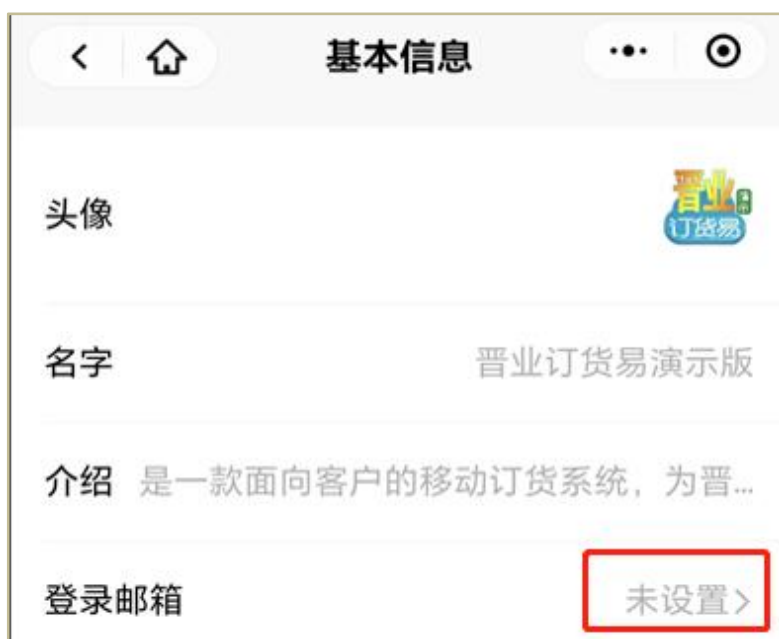 基本信息
头像
晋业
演示
订货易
名字 晋业订货易演示版
介绍 是一款面向客户的移动订货系统，为晋...
登录邮箱 未设置>